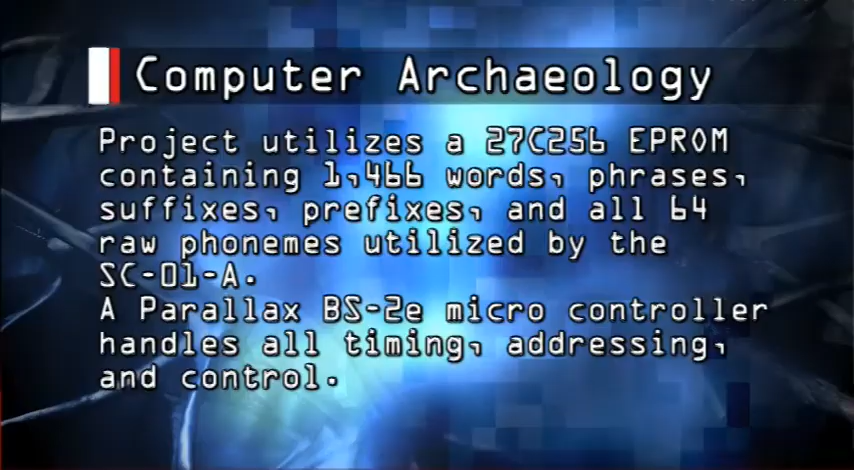 Computer Archaeology
Project utilizes a 27C256 EPROM
containing 1,466 words, phrases,
suffixes, prefixes, and all 64
raw phonemes utilized by the
SC-01-A.
A Parallax BS-2e micro controller
handles all timing, addressing,
and control.